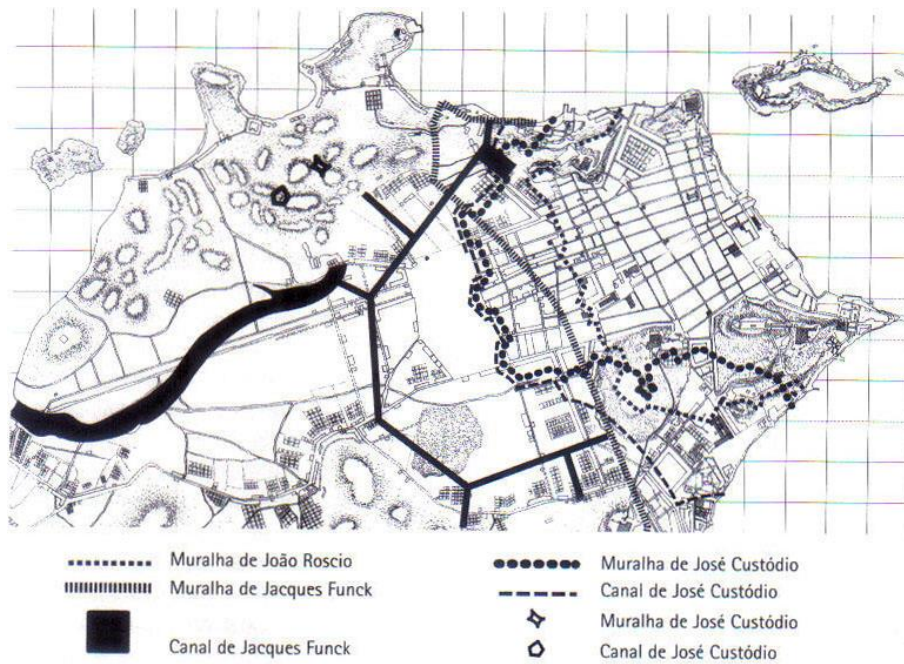 Muralha de João Roscio
Muralha de Jacques Funck
Canal de Jacques Funck
Muralha de José Custódio
Canal de José Custódio
Muralha de José Custódio
Canal de José Custódio